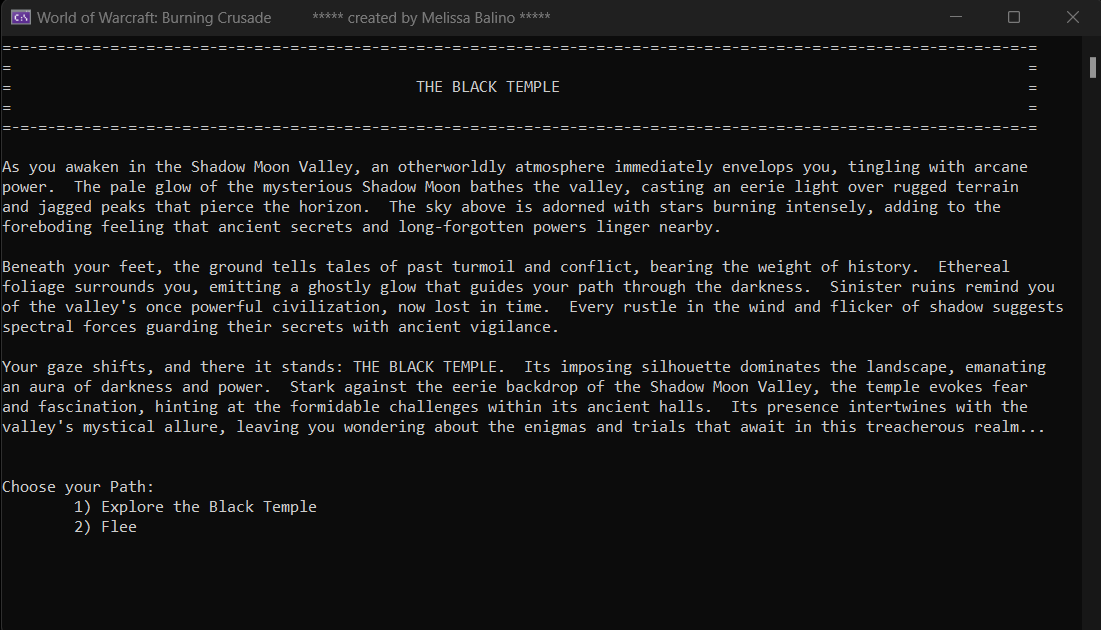 World of Warcraft: Burning Crusade          ***** created by Melissa Balino *****
=-=-=-=-=-=-=-=-=-=-=-=-=-=-=-=-=-=-=-=-=-=-=-=-=-=-=-=-=-=-=-=-=-=-=-=-=-=-=-=-=-=-=-=-=-=-=-=-=-=-=-=-=-=-=-=-=-=
=                                                                                                                 =
=                                             THE BLACK TEMPLE                                                    =
=                                                                                                                 =
=-=-=-=-=-=-=-=-=-=-=-=-=-=-=-=-=-=-=-=-=-=-=-=-=-=-=-=-=-=-=-=-=-=-=-=-=-=-=-=-=-=-=-=-=-=-=-=-=-=-=-=-=-=-=-=-=-=
As you awaken in the Shadow Moon Valley, an otherworldly atmosphere immediately envelops you, tingling with arcane
power.  The pale glow of the mysterious Shadow Moon bathes the valley, casting an eerie light over rugged terrain
and jagged peaks that pierce the horizon.  The sky above is adorned with stars burning intensely, adding to the
foreboding feeling that ancient secrets and long-forgotten powers linger nearby.
Beneath your feet, the ground tells tales of past turmoil and conflict, bearing the weight of history.  Ethereal
foliage surrounds you, emitting a ghostly glow that guides your path through the darkness.  Sinister ruins remind you
of the valley's once powerful civilization, now lost in time.  Every rustle in the wind and flicker of shadow suggests
spectral forces guarding their secrets with ancient vigilance.
Your gaze shifts, and there it stands: THE BLACK TEMPLE.  Its imposing silhouette dominates the landscape, emanating
an aura of darkness and power.  Stark against the eerie backdrop of the Shadow Moon Valley, the temple evokes fear
and fascination, hinting at the formidable challenges within its ancient halls.  Its presence intertwines with the
valley's mystical allure, leaving you wondering about the enigmas and trials that await in this treacherous realm...
Choose your Path:
        1) Explore the Black Temple
        2) Flee